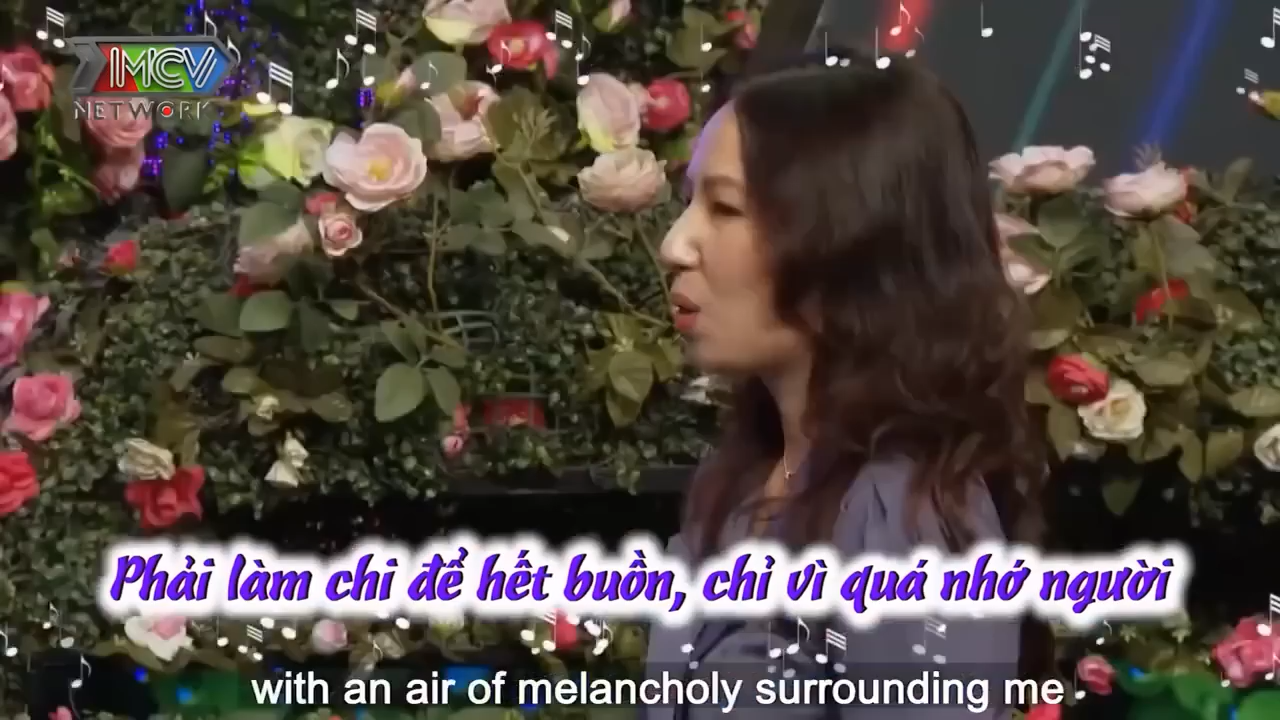 MCV
NETWORK
Phải làm chi để hết buồn, chỉ vì quá nhớ người
with an air of melancholy surrounding me